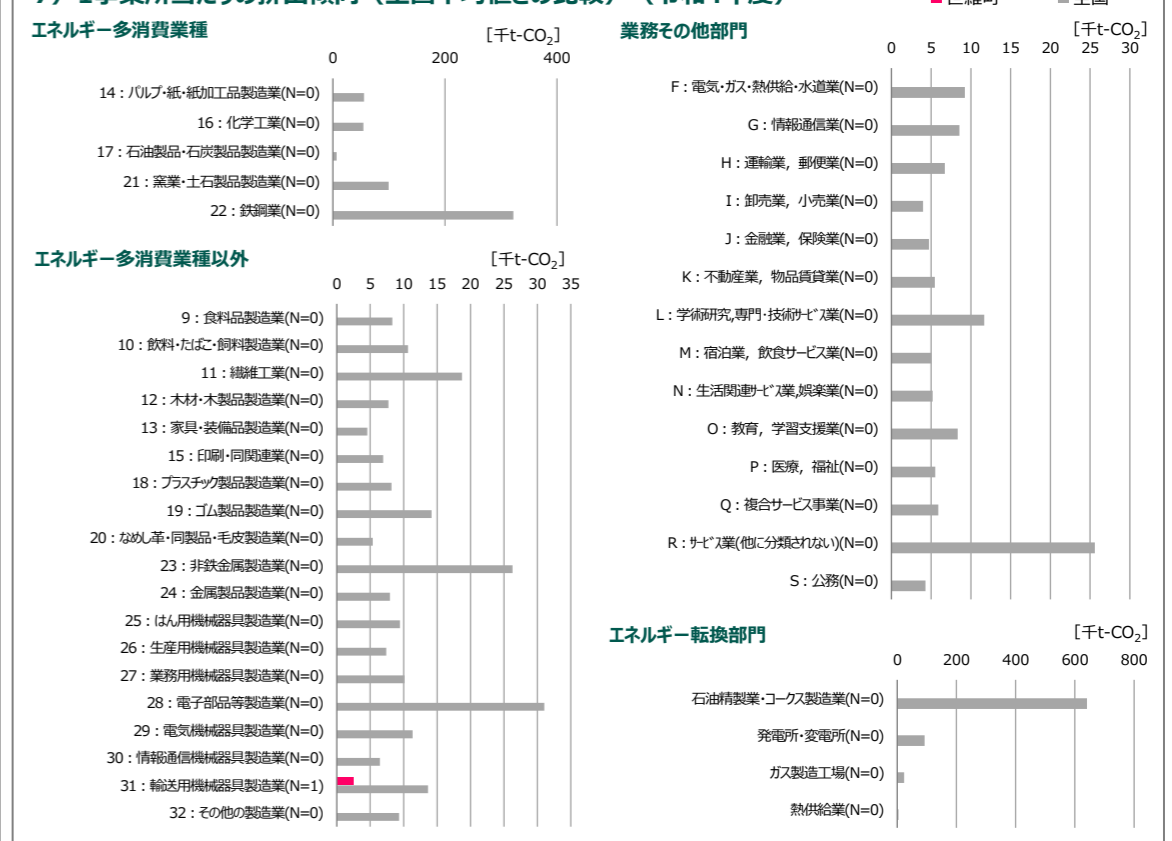 エネルギー多消費業種
[千t-CO2]
0 200 400
14：パルプ・紙・紙加工品製造業(N=0)
16：化学工業(N=0)
17：石油製品・石炭製品製造業(N=0)
21：窯業・土石製品製造業(N=0)
22：鉄鋼業(N=0)
エネルギー多消費業種以外
[千t-CO2]
0 5 10 15 20 25 30 35
9：食料品製造業(N=0)
10：飲料・たばこ・飼料製造業(N=0)
11：繊維工業(N=0)
12：木材・木製品製造業(N=0)
13：家具・装備品製造業(N=0)
15：印刷・同関連業(N=0)
18：プラスチック製品製造業(N=0)
19：ゴム製品製造業(N=0)
20：なめし革・同製品・毛皮製造業(N=0)
23：非鉄金属製造業(N=0)
24：金属製品製造業(N=0)
25：はん用機械器具製造業(N=0)
26：生産用機械器具製造業(N=0)
27：業務用機械器具製造業(N=0)
28：電子部品等製造業(N=0)
29：電気機械器具製造業(N=0)
30：情報通信機械器具製造業(N=0)
31：輸送用機械器具製造業(N=1)
32：その他の製造業(N=0)
業務その他部門
[千t-CO2]
0 5 10 15 20 25 30
F：電気・ガス・熱供給・水道業(N=0)
G：情報通信業(N=0)
H：運輸業，郵便業(N=0)
I：卸売業，小売業(N=0)
J：金融業，保険業(N=0)
K：不動産業，物品賃貸業(N=0)
L：学術研究,専門・技術サービス業(N=0)
M：宿泊業，飲食サービス業(N=0)
N：生活関連サービス業,娯楽業(N=0)
O：教育，学習支援業(N=0)
P：医療，福祉(N=0)
Q：複合サービス事業(N=0)
R：サービス業(他に分類されない)(N=0)
S：公務(N=0)
エネルギー転換部門
[千t-CO2]
0 200 400 600 800
石油精製業・コークス製造業(N=0)
発電所・変電所(N=0)
ガス製造工場(N=0)
熱供給業(N=0)